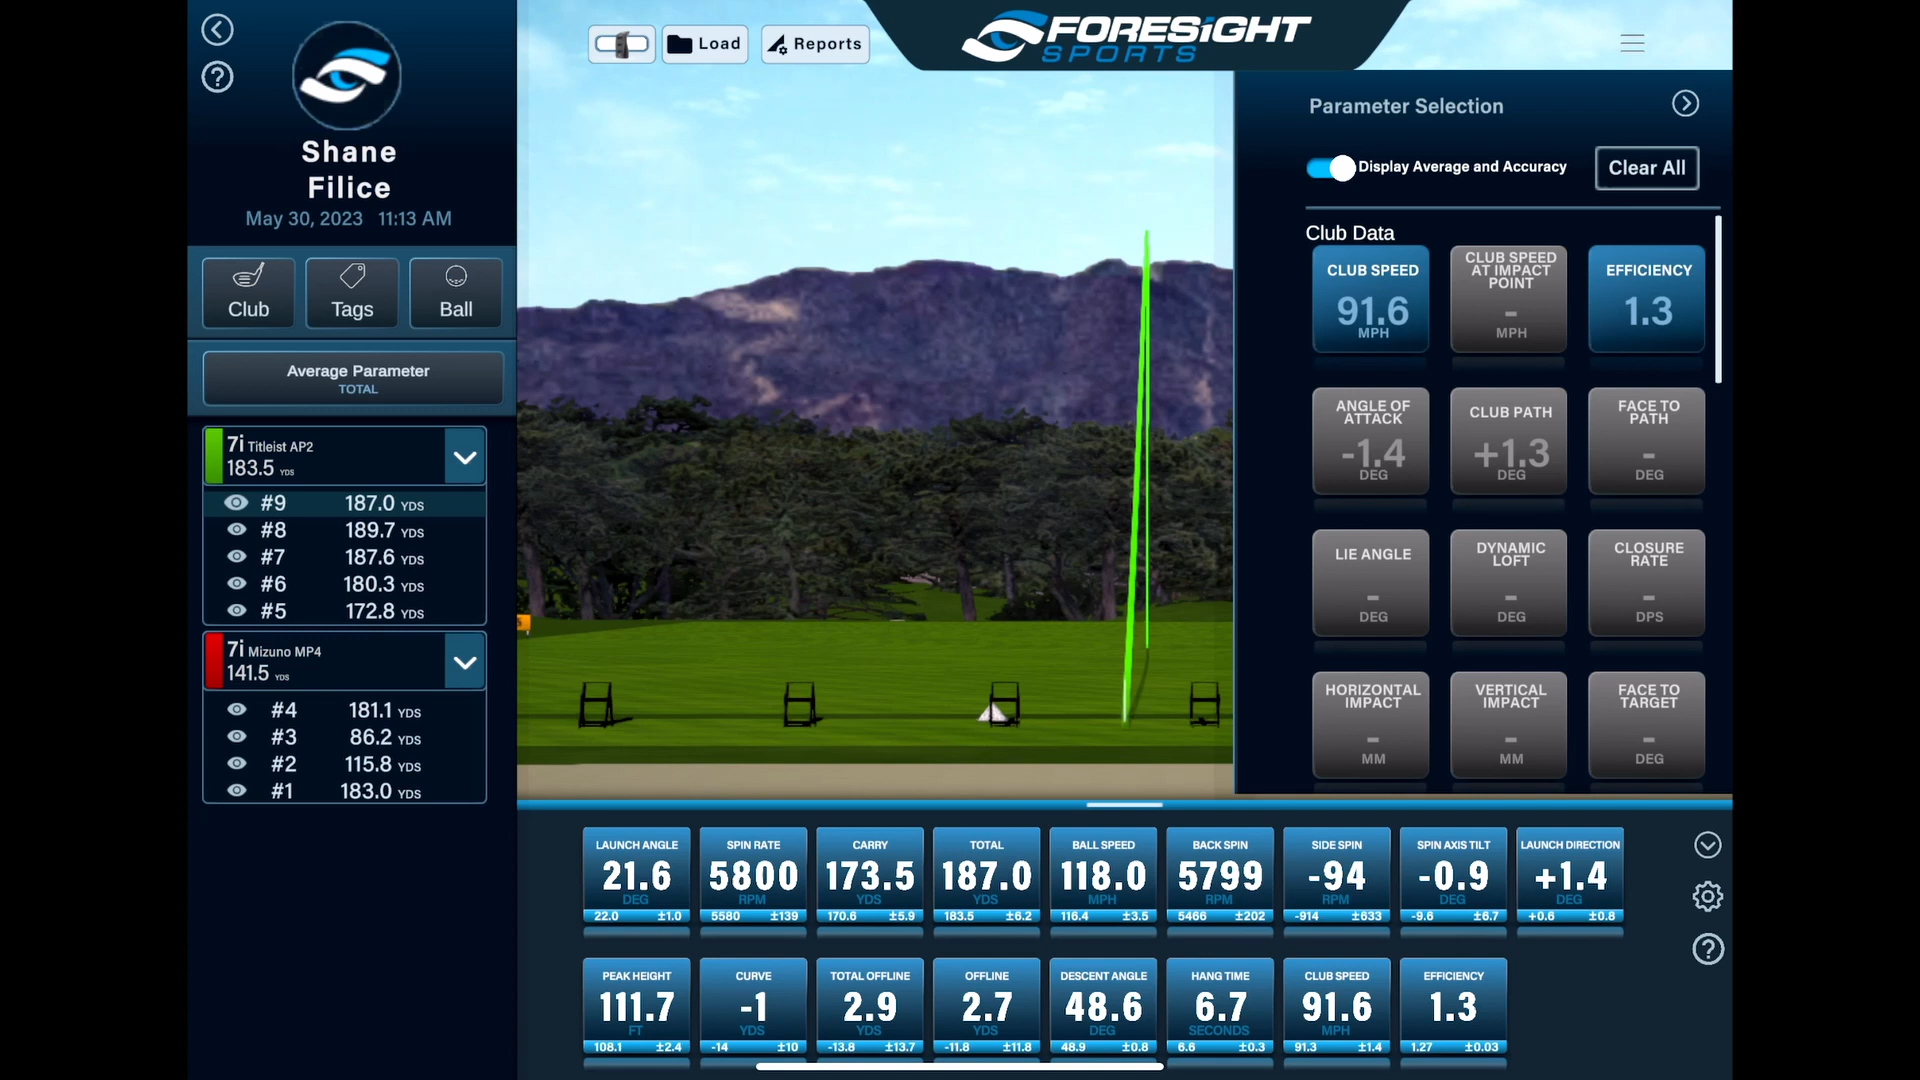 Shane
Filice
May 30, 2023 11:13 AM
Club
Tags
Ball
Average Parameter
TOTAL
7i Titleist AP2
183.5 YDS
#9 187.0 YDS
#8 189.7 YDS
#7 187.6 YDS
#6 180.3 YDS
#5 172.8 YDS
7i Mizuno MP4
141.5 YDS
#4 181.1 YDS
#3 86.2 YDS
#2 115.8 YDS
#1 183.0 YDS
Load
Reports
FORESiGHT
SPORTS
Parameter Selection
Display Average and Accuracy
Clear All
Club Data
CLUB SPEED
91.6
MPH
CLUB SPEED
AT IMPACT
POINT
-
MPH
EFFICIENCY
1.3
ANGLE OF
ATTACK
-1.4
DEG
CLUB PATH
+1.3
DEG
FACE TO
PATH
-
DEG
LIE ANGLE
-
DEG
DYNAMIC
LOFT
-
DEG
CLOSURE
RATE
-
DPS
HORIZONTAL
IMPACT
-
MM
VERTICAL
IMPACT
-
MM
FACE TO
TARGET
-
DEG
LAUNCH ANGLE
21.6
DEG
22.0 ±1.0
SPIN RATE
5800
RPM
5580 ±139
CARRY
173.5
YDS
170.6 ±5.9
TOTAL
187.0
YDS
183.5 ±6.2
BALL SPEED
118.0
MPH
116.4 ±3.5
BACK SPIN
5799
RPM
5466 ±202
SIDE SPIN
-94
RPM
-914 ±633
SPIN AXIS TILT
-0.9
DEG
-9.6 ±6.7
LAUNCH DIRECTION
+1.4
DEG
+0.6 ±0.8
PEAK HEIGHT
111.7
FT
108.1 ±2.4
CURVE
-1
YDS
-14 ±10
TOTAL OFFLINE
2.9
YDS
-13.8 ±13.7
OFFLINE
2.7
YDS
-11.8 ±11.8
DESCENT ANGLE
48.6
DEG
48.9 ±0.8
HANG TIME
6.7
SECONDS
6.6 ±0.3
CLUB SPEED
91.6
MPH
91.3 ±1.4
EFFICIENCY
1.3
1.27 ±0.03